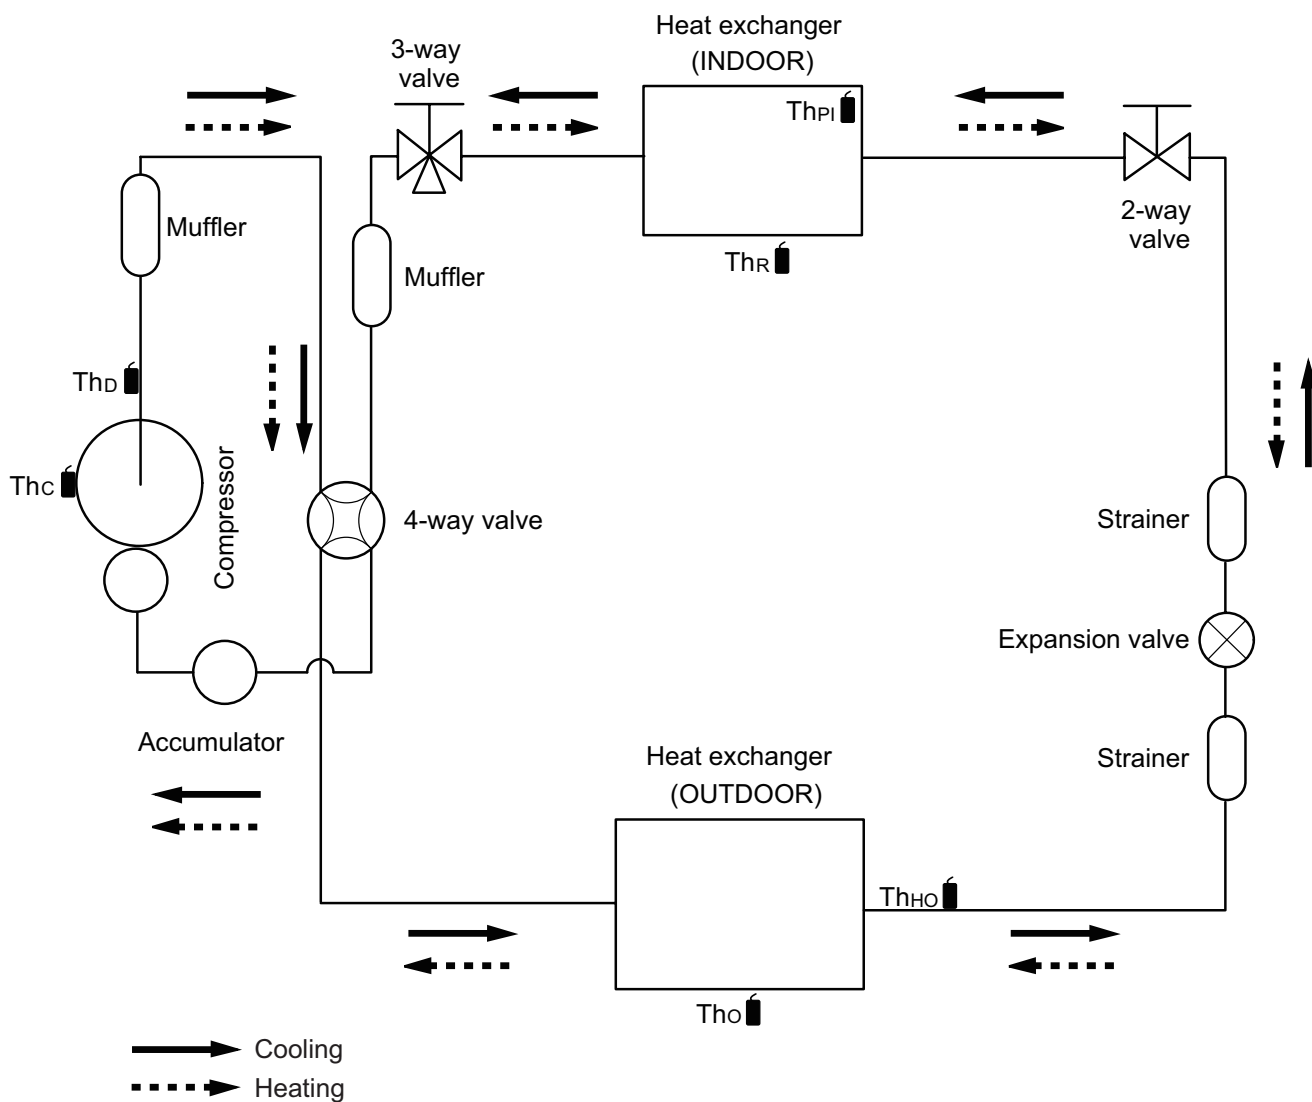 Heat exchanger
(INDOOR)
3-way
valve
ThPI
2-way
valve
Muffler
ThR
Muffler
ThD
ThC
Compressor
4-way valve
Strainer
Expansion valve
Accumulator
Heat exchanger
(OUTDOOR)
Strainer
ThHO
ThO
Cooling
Heating